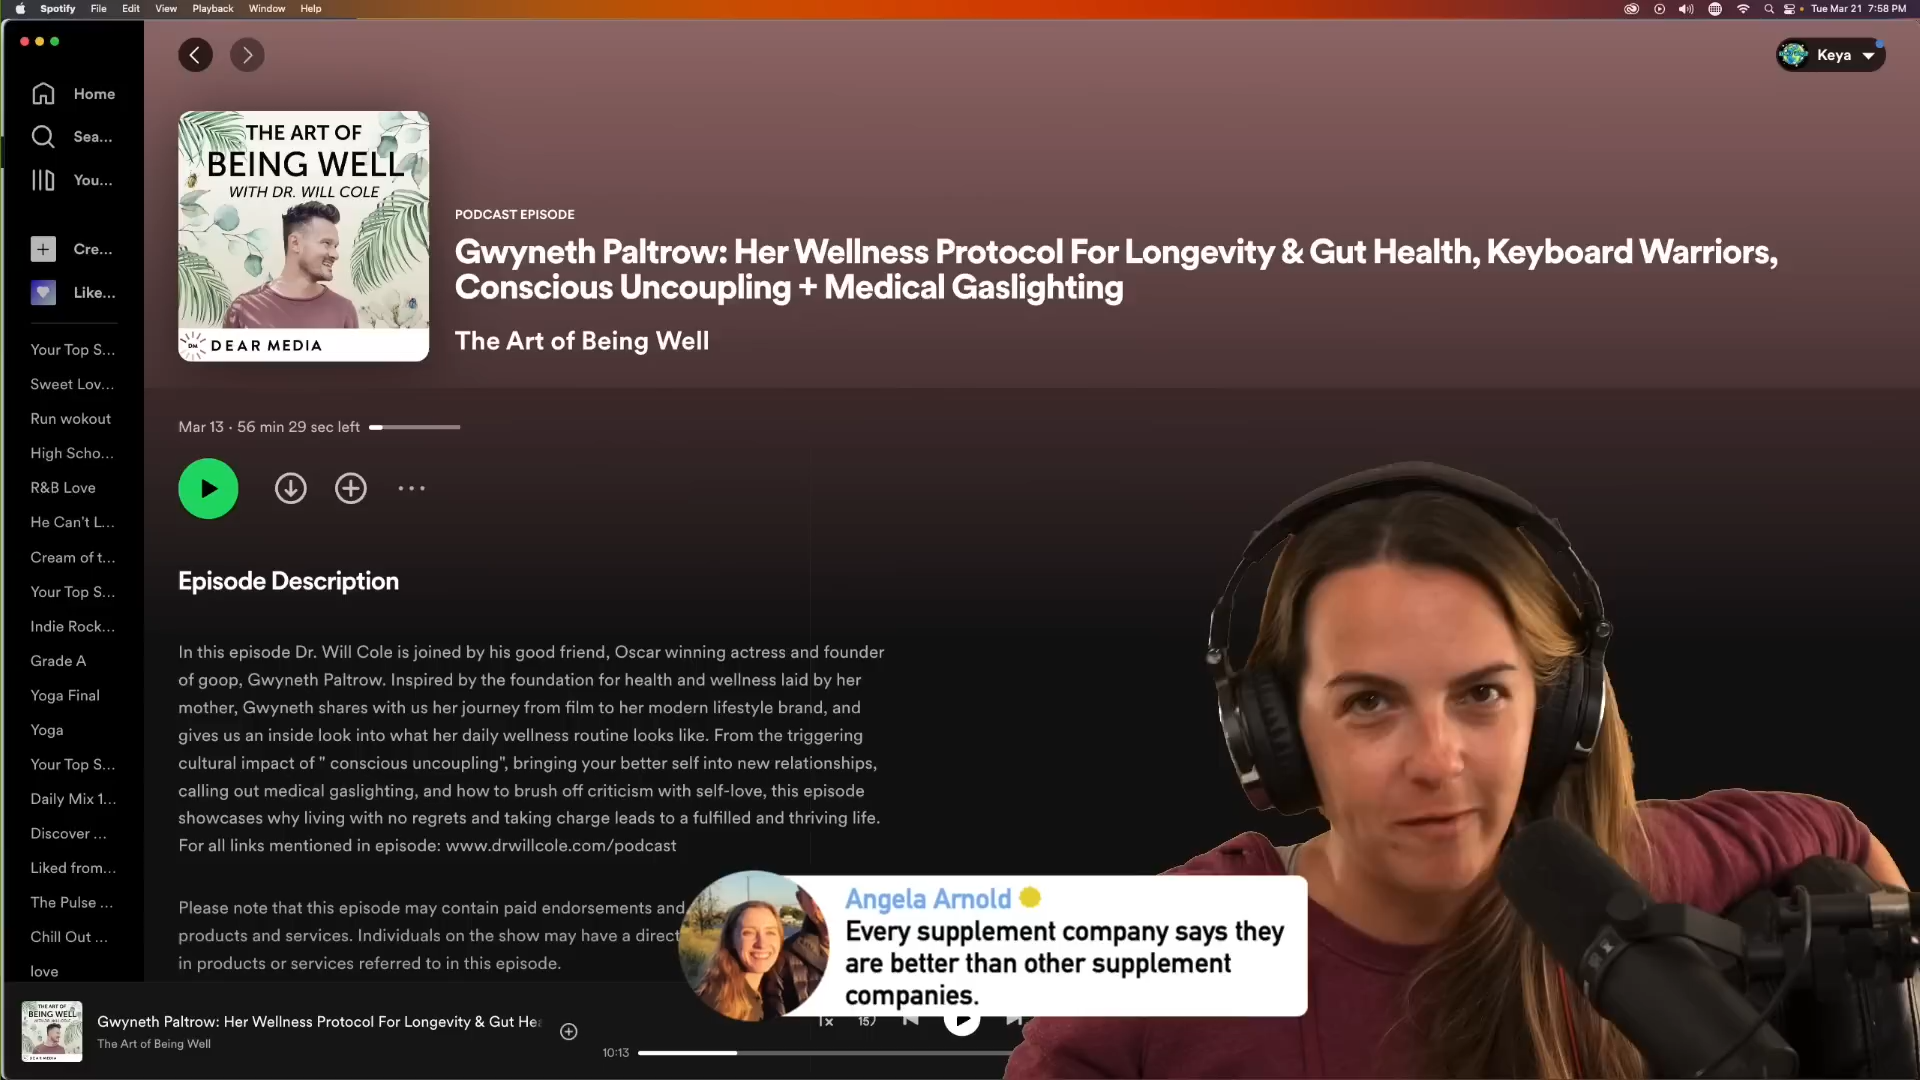 Spotify File Edit View Playback Window Help
Tue Mar 21 7:58 PM
Keya
Home
Sea...
You...
Cre...
Like...
Your Top S...
Sweet Lov...
Run wokout
High Scho...
R&B Love
He Can't L...
Cream of t...
Your Top S...
Indie Rock...
Grade A
Yoga Final
Yoga
Your Top S...
Daily Mix 1...
Discover ...
Liked from...
The Pulse ...
Chill Out ...
love
THE ART OF
BEING WELL
WITH DR. WILL COLE
DM
DEAR MEDIA
PODCAST EPISODE
Gwyneth Paltrow: Her Wellness Protocol For Longevity & Gut Health, Keyboard Warriors,
Conscious Uncoupling + Medical Gaslighting
The Art of Being Well
Mar 13 · 56 min 29 sec left
Episode Description
In this episode Dr. Will Cole is joined by his good friend, Oscar winning actress and founder
of goop, Gwyneth Paltrow. Inspired by the foundation for health and wellness laid by her
mother, Gwyneth shares with us her journey from film to her modern lifestyle brand, and
gives us an inside look into what her daily wellness routine looks like. From the triggering
cultural impact of " conscious uncoupling", bringing your better self into new relationships,
calling out medical gaslighting, and how to brush off criticism with self-love, this episode
showcases why living with no regrets and taking charge leads to a fulfilled and thriving life.
For all links mentioned in episode: www.drwillcole.com/podcast
Please note that this episode may contain paid endorsements and
products and services. Individuals on the show may have a direct
in products or services referred to in this episode.
Angela Arnold
Every supplement company says they
are better than other supplement
companies.
THE ART OF
BEING WELL
DEAR MEDIA
Gwyneth Paltrow: Her Wellness Protocol For Longevity & Gut He
The Art of Being Well
1x
15
10:13